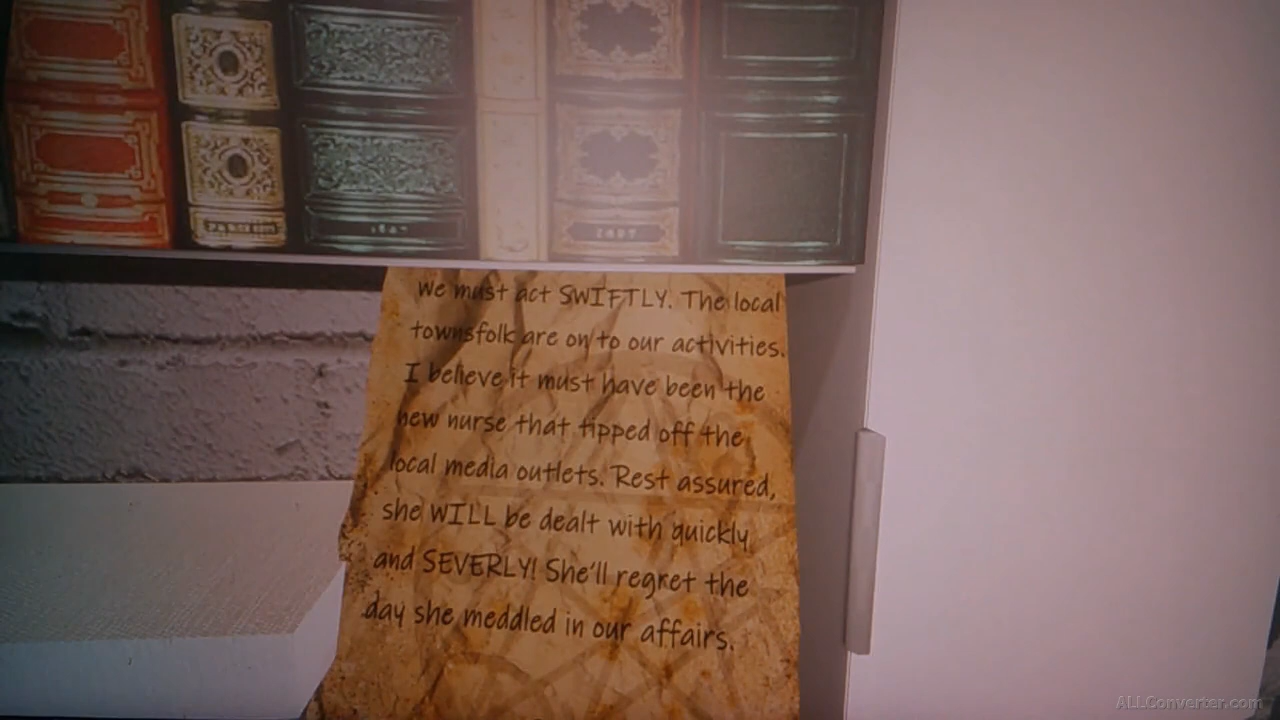 we must act SWIFTLY. The local
townsfolk are on to our activities.
I believe it must have been the
new nurse that tipped off the
local media outlets. Rest assured,
she WILL be dealt with quickly
and SEVERLY! She'll regret the
day she meddled in our affairs.
ALLConverter.com